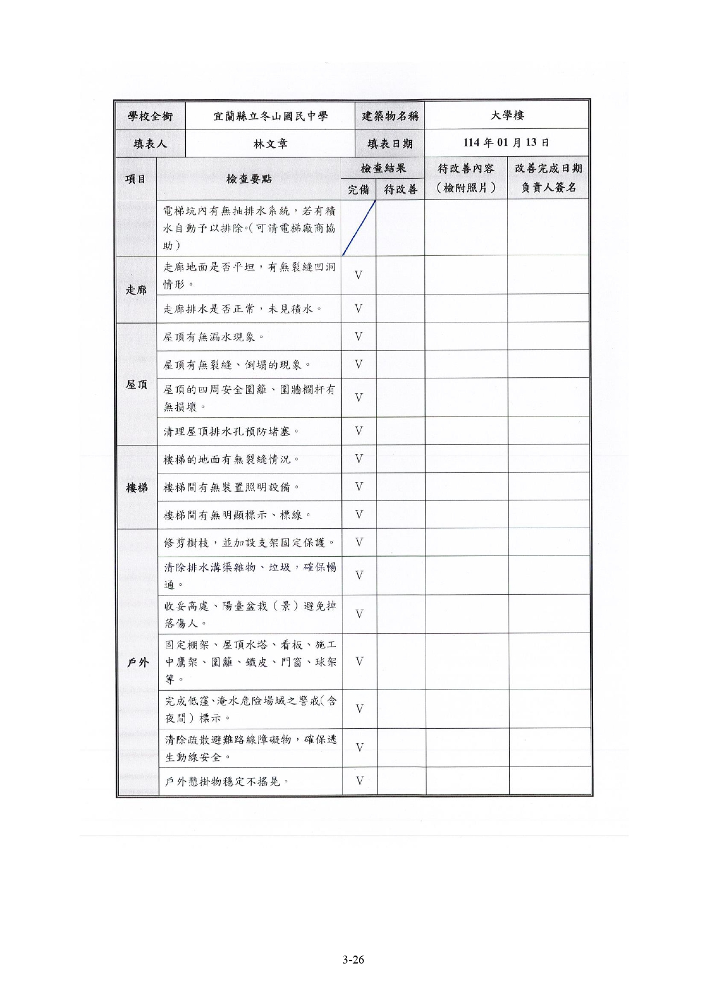 學校全銜 宜蘭縣立冬山國民中學 建築物名稱 大學樓
填表人 林文章 填表日期 114 年 01 月 13 日
項目 檢查要點 檢查結果 待改善內容 改善完成日期
完備 待改善 （檢附照片） 負責人簽名
電梯坑內有無抽排水系統，若有積
水自動予以排除。（可請電梯廠商協
助）
走廊
走廊地面是否平坦，有無裂縫凹洞
情形。 V
走廊排水是否正常，未見積水。 V
屋頂
屋頂有無漏水現象。 V
屋頂有無裂縫、倒塌的現象。 V
屋頂的四周安全圍籬、圍牆欄杆有
無損壞。 V
清理屋頂排水孔預防堵塞。 V
樓梯
樓梯的地面有無裂縫情況。 V
樓梯間有無裝置照明設備。 V
樓梯間有無明顯標示、標線。 V
戶外
修剪樹枝，並加設支架固定保護。 V
清除排水溝渠雜物、垃圾，確保暢
通。 V
收妥高處、陽臺盆栽（景）避免掉
落傷人。 V
固定棚架、屋頂水塔、看板、施工
中鷹架、圍籬、鐵皮、門窗、球架 V
等。
完成低窪、淹水危險場域之警戒（含
夜間）標示。 V
清除疏散避難路線障礙物，確保逃
生動線安全。 V
戶外懸掛物穩定不搖晃。 V
3-26